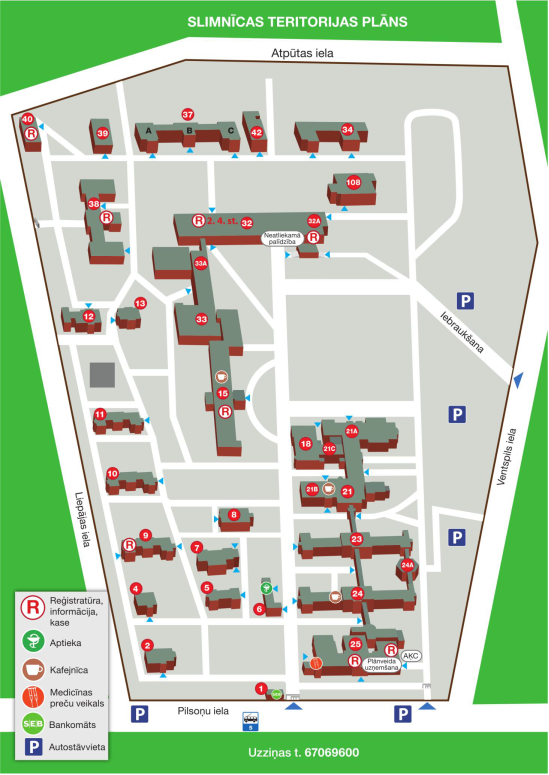 SLIMNĪCAS TERITORIJAS PLĀNS
Atpūtas iela
40
R
39
37
A B C
42
34
108
38
R
R 2. 4. st. 32
32A
Neatliekamā
palīdzība
R
33A
12
13
33
Iebraukšana
15
R
11
18
21A
21C
10
21B
21
Ventspils iela
Liepājas iela
8
9
R
7
23
24A
4
5
6
24
2
25
R
R
AĶC
Plānveida
uzņemšana
1
SEB
R
Reģistratūra,
informācija,
kase
Aptieka
Kafejnīca
Medicīnas
preču veikals
SEB
Bankomāts
P
Autostāvvieta
P
P
P
P
P
Pilsoņu iela
Uzziņas t. 67069600